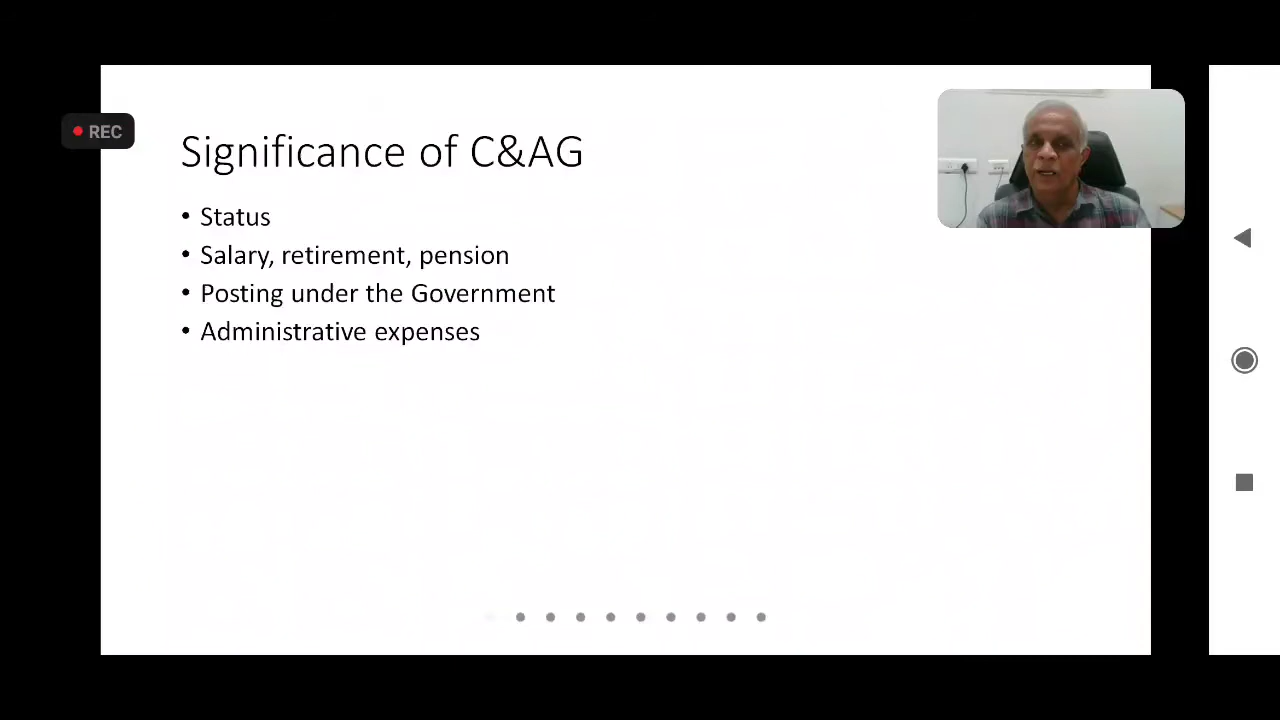 REC
Significance of C&AG
• Status
• Salary, retirement, pension
• Posting under the Government
• Administrative expenses